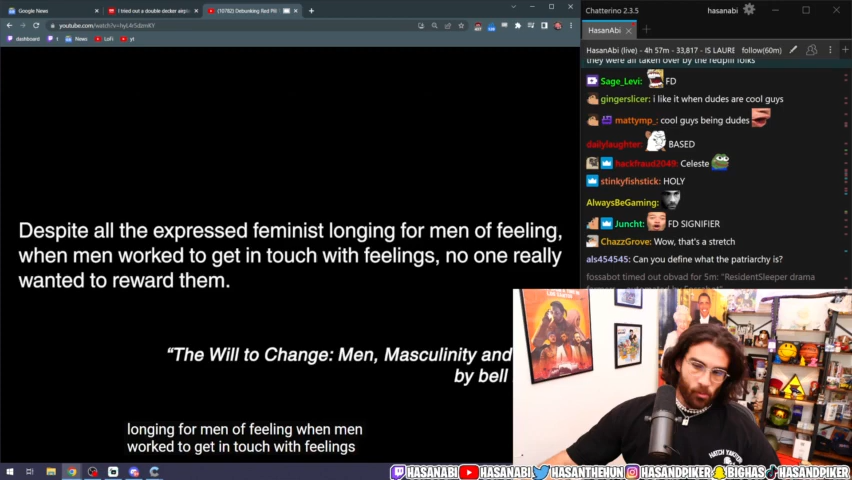 Google News
I tried out a double decker airpl
(10782) Debunking Red Pill
youtube.com/watch?v=
dashboard
t
News
LoFi
yt
Despite all the expressed feminist longing for men of feeling,
when men worked to get in touch with feelings, no one really
wanted to reward them.
“The Will to Change: Men, Masculinity and
by bell
longing for men of feeling when men
worked to get in touch with feelings
Chatterino 2.3.5
hasanabi
HasanAbi
HasanAbi (live) - 4h 57m - 33,817 - IS LAURE
follow(60m)
they were all taken over by the redpill folks
Sage_Levi: FD
gingerslicer: i like it when dudes are cool guys
mattymp_: cool guys being dudes
dailylaughter: BASED
hackfraud2049: Celeste
stinkyfishstick: HOLY
AlwaysBeGaming:
Juncht: FD SIGNIFIER
ChazzGrove: Wow, that's a stretch
als454545: Can you define what the patriarchy is?
fossabot timed out obvad for 5m: "ResidentSleeper drama
HASANABI HASANABI HASANTHEHUN HASANDPIKER BIGHAS HASANDPIKER